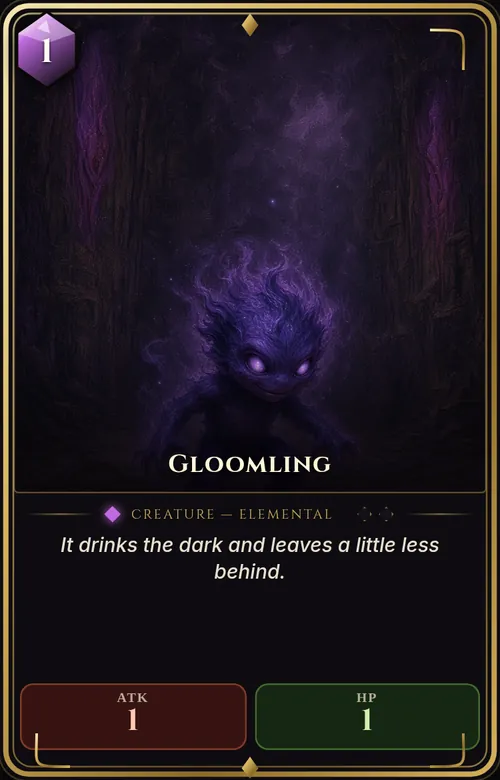 1
Gloomling
CREATURE — ELEMENTAL
It drinks the dark and leaves a little less
behind.
ATK
1
HP
1